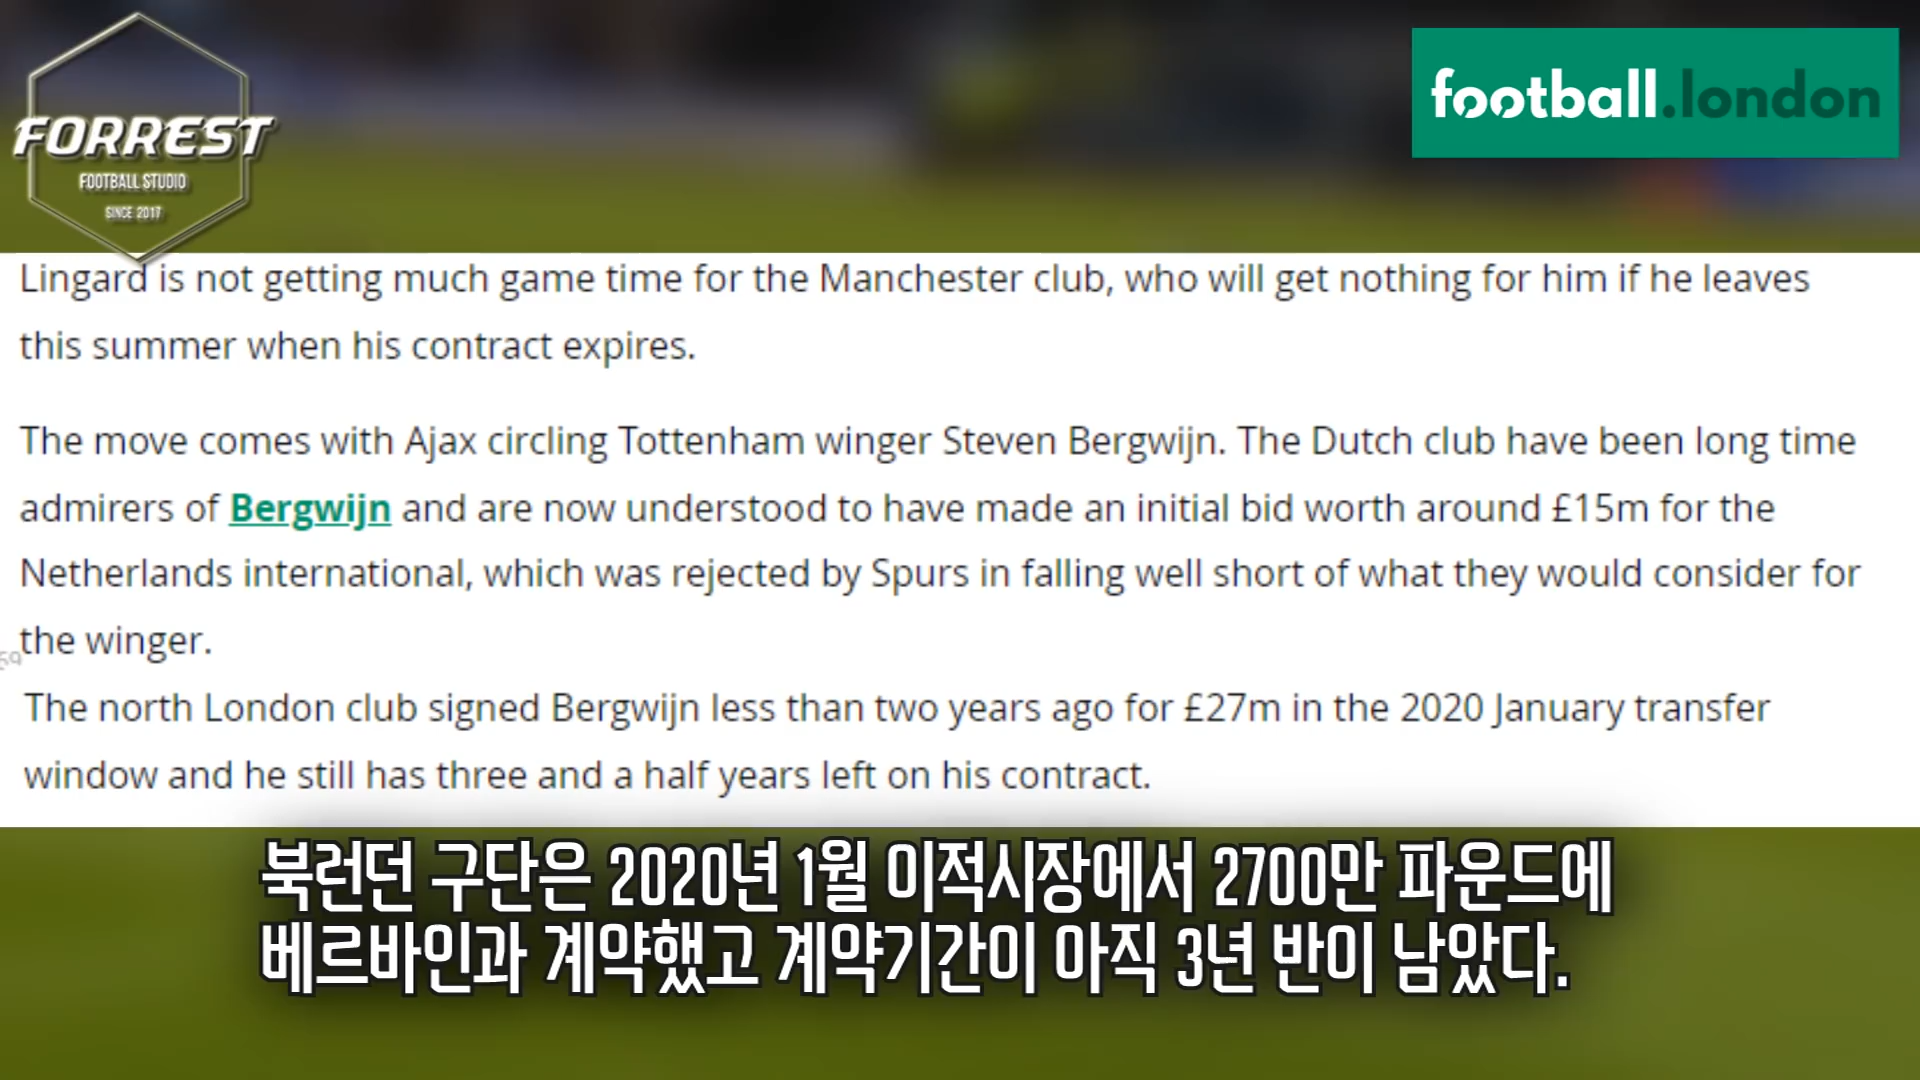 FORREST
FOOTBALL STUDIO
SINCE 2017
football.london
Lingard is not getting much game time for the Manchester club, who will get nothing for him if he leaves
this summer when his contract expires.
The move comes with Ajax circling Tottenham winger Steven Bergwijn. The Dutch club have been long time
admirers of Bergwijn and are now understood to have made an initial bid worth around £15m for the
Netherlands international, which was rejected by Spurs in falling well short of what they would consider for
the winger.
The north London club signed Bergwijn less than two years ago for £27m in the 2020 January transfer
window and he still has three and a half years left on his contract.
북런던 구단은 2020년 1월 이적시장에서 2700만 파운드에
베르바인과 계약했고 계약기간이 아직 3년 반이 남았다.